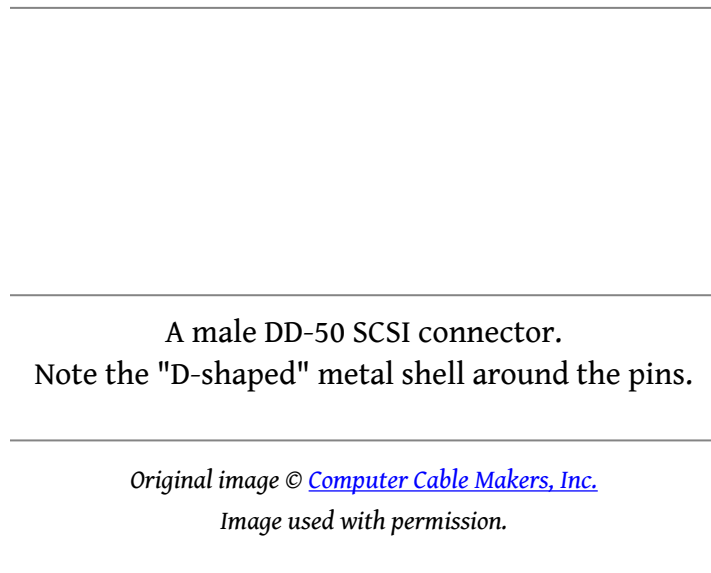 A male DD-50 SCSI connector.
Note the "D-shaped" metal shell around the pins.
Original image © Computer Cable Makers, Inc.
Image used with permission.